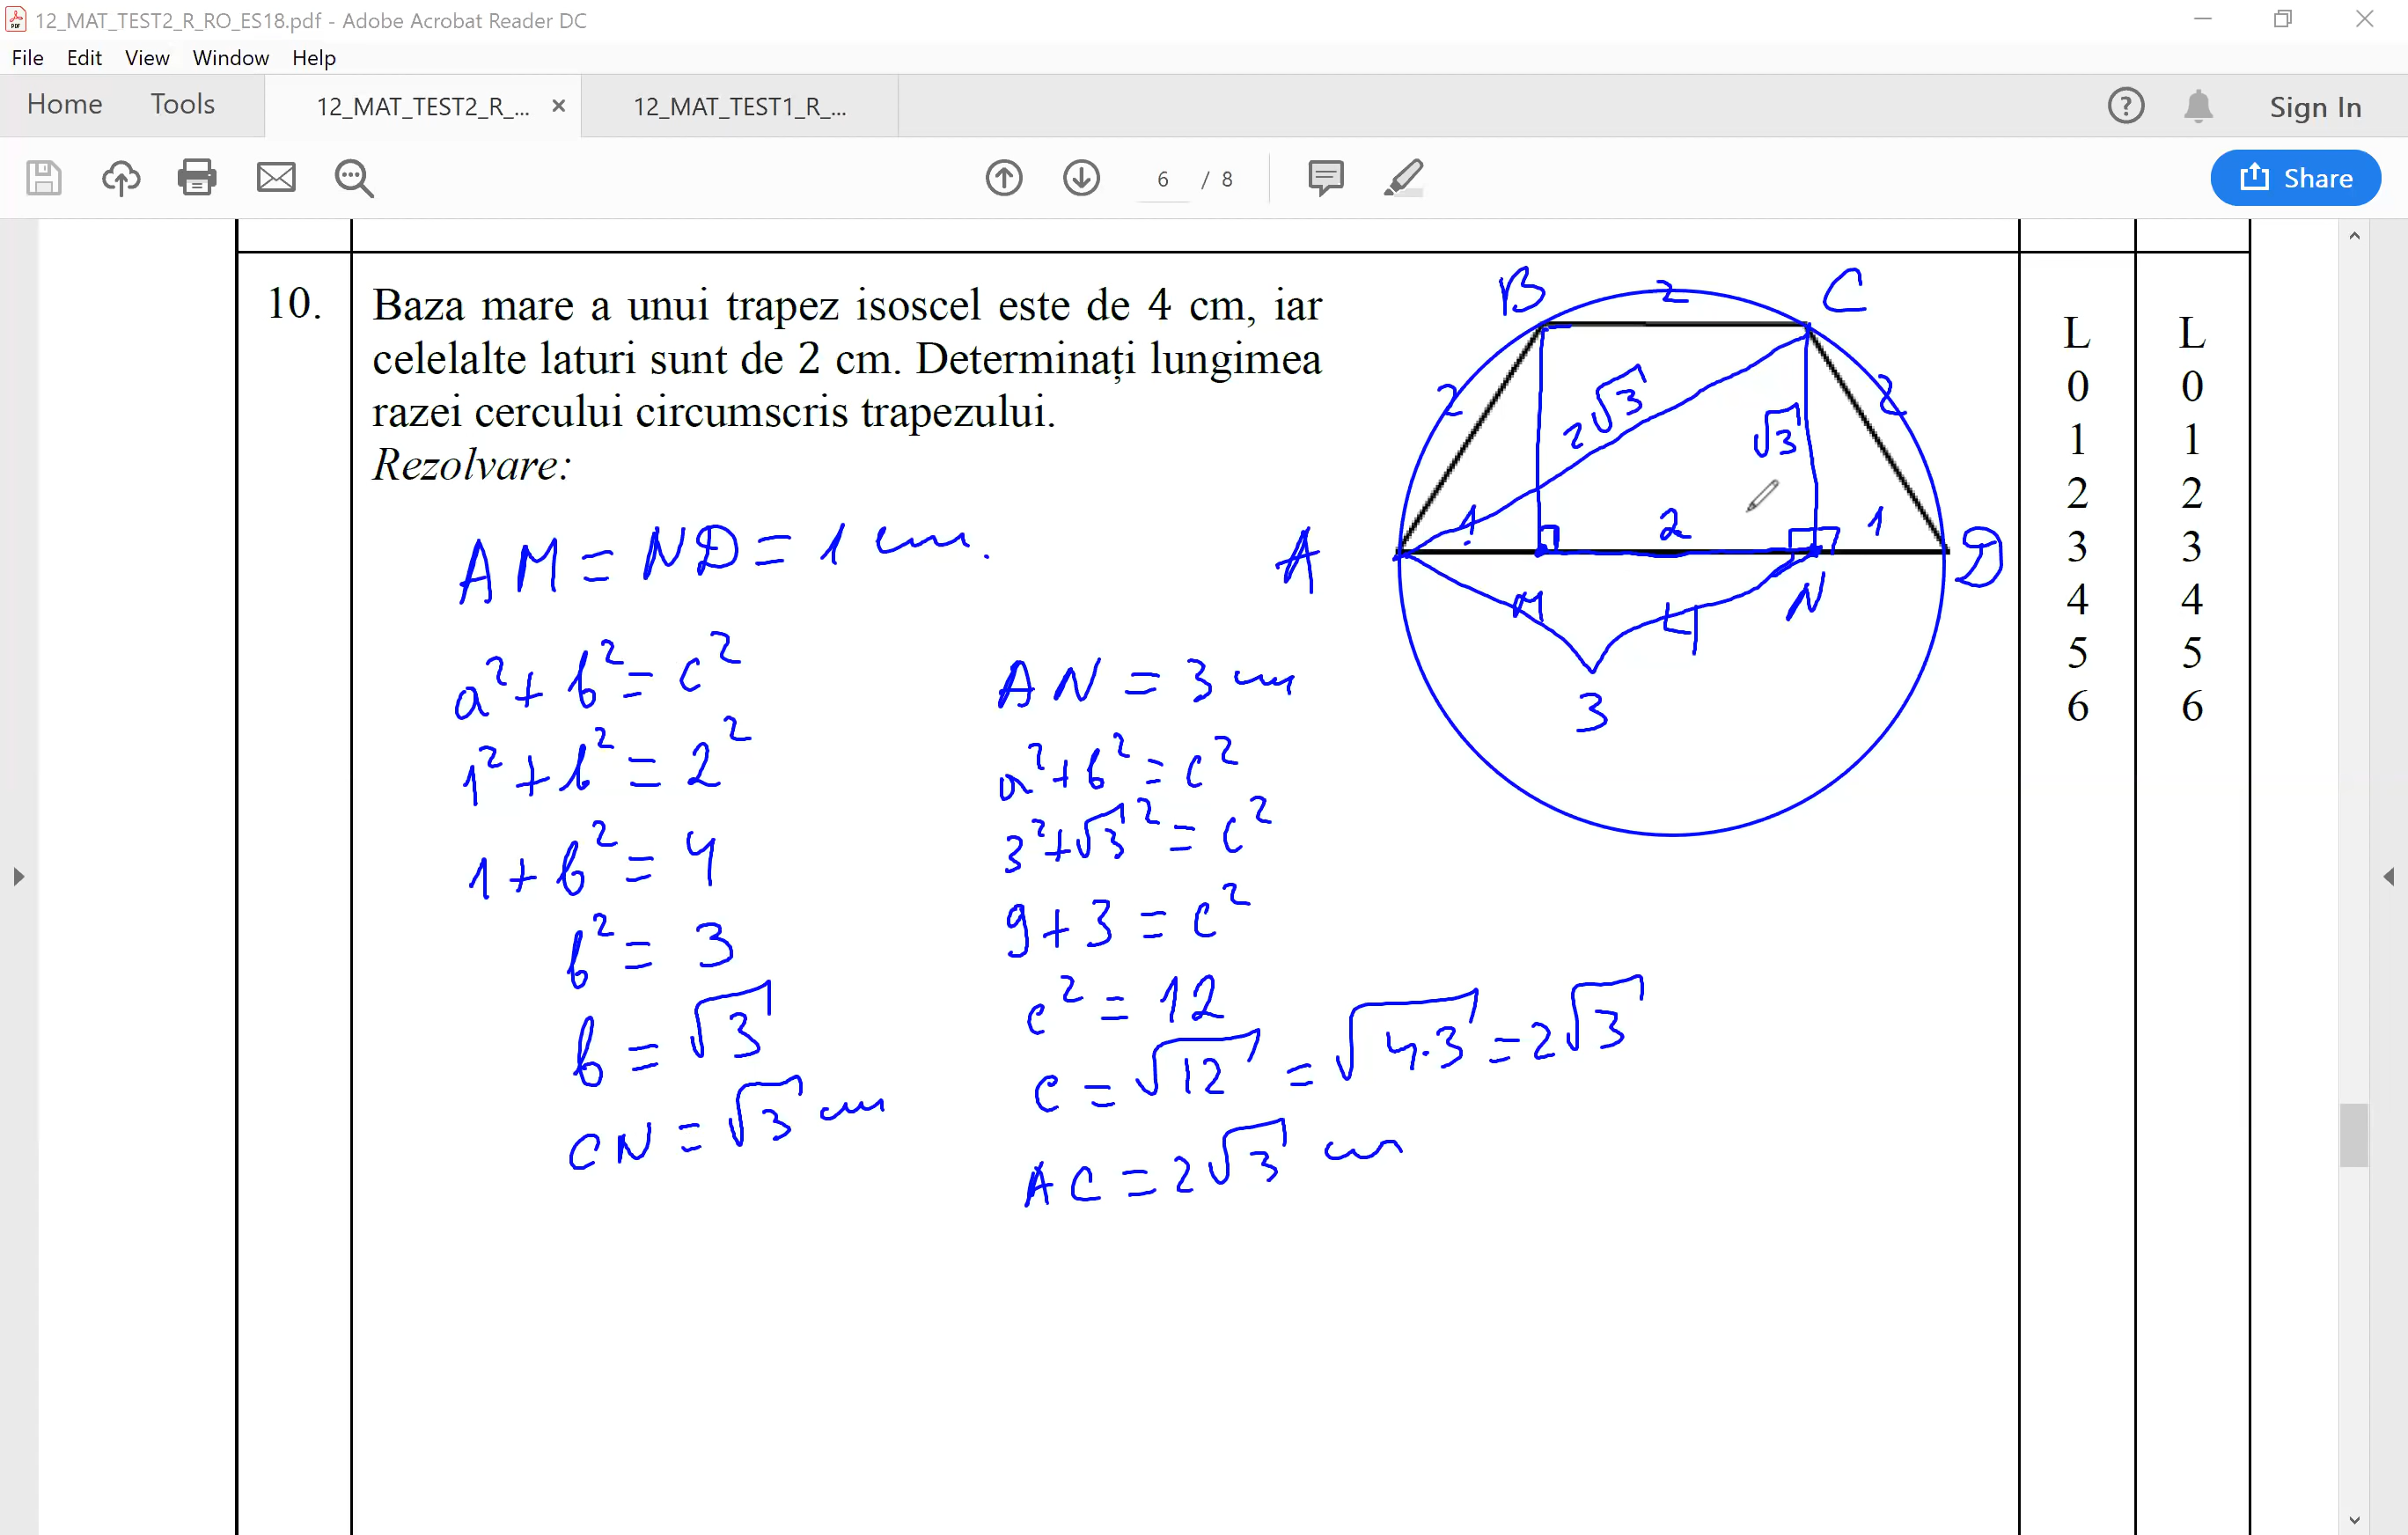 12_MAT_TEST2_R_RO_ES18.pdf - Adobe Acrobat Reader DC
File Edit View Window Help
Home Tools 12_MAT_TEST2_R_... × 12_MAT_TEST1_R_... Sign In
6 / 8
Share
10.
Baza mare a unui trapez isoscel este de 4 cm, iar
celelalte laturi sunt de 2 cm. Determinați lungimea
razei cercului circumscris trapezului.
Rezolvare:
AM = ND = 1 cm.
a² + b² = c²
1² + b² = 2²
1 + b² = 4
b² = 3
b = √3
CN = √3 cm
AN = 3 cm
a² + b² = c²
3² + √3² = c²
9 + 3 = c²
c² = 12
c = √12 = √4·3 = 2√3
AC = 2√3 cm
B 2 C
2 2√3 √3 2
1 2 1
A D
M 4 N
3
L L
0 0
1 1
2 2
3 3
4 4
5 5
6 6